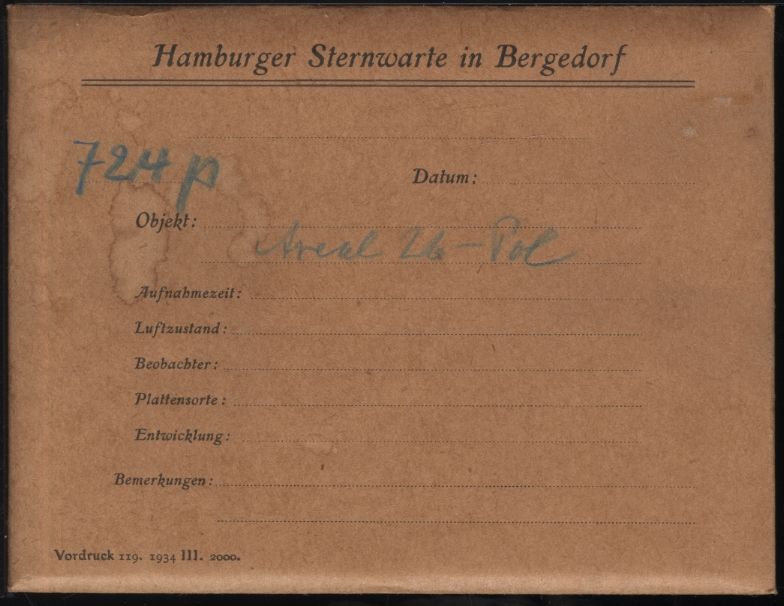 Hamburger Sternwarte in Bergedorf
724 p
Datum:
Objekt:
Areal 26 - Pol
Aufnahmezeit:
Luftzustand:
Beobachter:
Plattensorte:
Entwicklung:
Bemerkungen:
Vordruck 119. 1934 III. 2000.